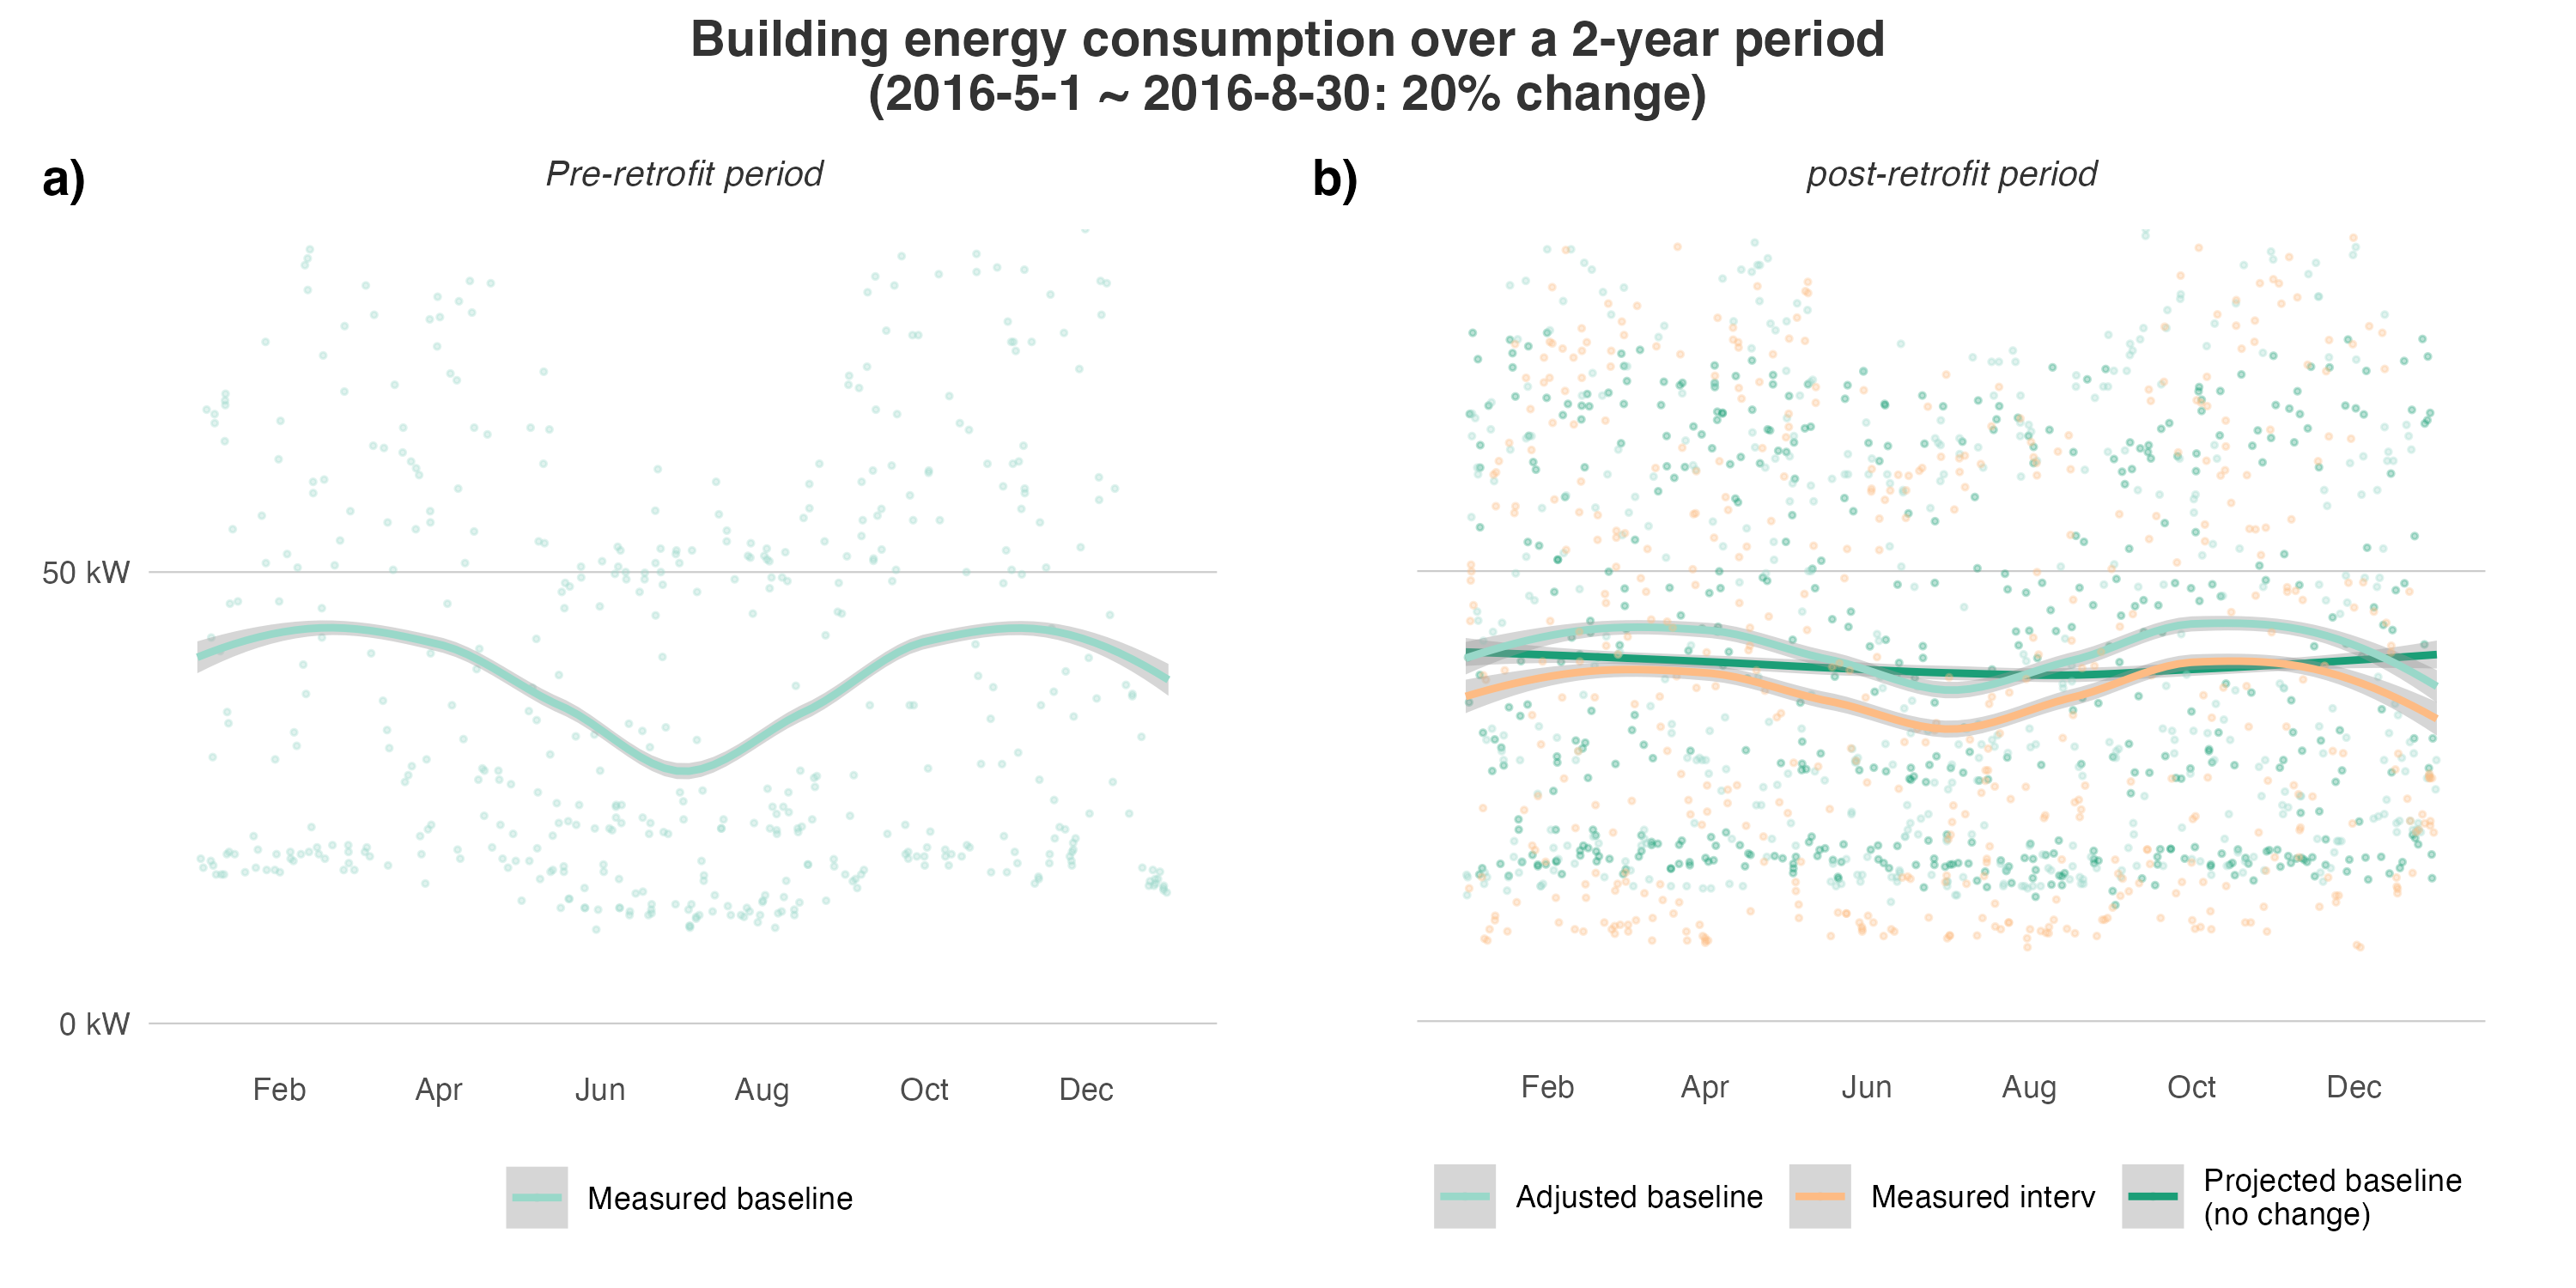 Building energy consumption over a 2-year period
(2016-5-1 ~ 2016-8-30: 20% change)
a)
Pre-retrofit period
50 kW
0 kW
Feb Apr Jun Aug Oct Dec
Measured baseline
b)
post-retrofit period
Feb Apr Jun Aug Oct Dec
Adjusted baseline
Measured interv
Projected baseline
(no change)